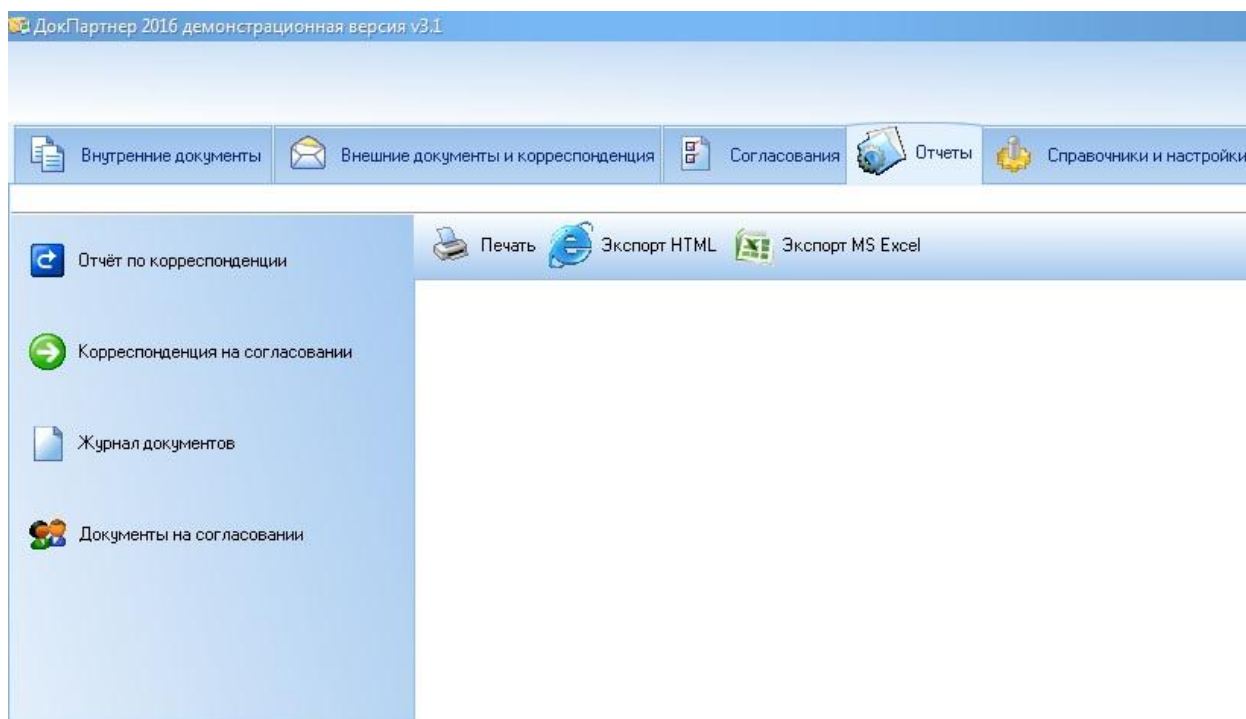 ДокПартнер 2016 демонстрационная версия v3.1
Внутренние документы Внешние документы и корреспонденция Согласования Отчеты Справочники и настройки
Печать Экспорт HTML Экспорт MS Excel
Отчёт по корреспонденции
Корреспонденция на согласовании
Журнал документов
Документы на согласовании